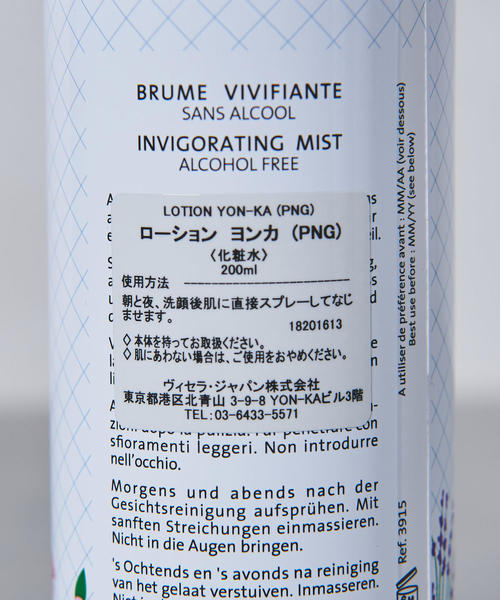 BRUME VIVIFIANTE
SANS ALCOOL
INVIGORATING MIST
ALCOHOL FREE
LOTION YON-KA (PNG)
ローション ヨンカ (PNG)
〈化粧水〉
200ml
使用方法
朝と夜、洗顔後肌に直接スプレーしてなじ
ませます。
18201613
◇本体を持ってお取扱ください。
◇肌にあわない場合は、ご使用をおやめください。
ヴィセラ・ジャパン株式会社
東京都港区北青山 3-9-8 YON-KAビル3階
TEL:03-6433-5571
sfioramenti leggeri. Non introdurre
nell'occhio.
Morgens und abends nach der
Gesichtsreinigung aufsprühen. Mit
sanften Streichungen einmassieren.
Nicht in die Augen bringen.
's Ochtends en 's avonds na reiniging
van het gelaat verstuiven. Inmasseren.
A utiliser de préférence avant : MM/AA (voir dessous)
Best use before : MM/YY (see below)
Ref. 3915